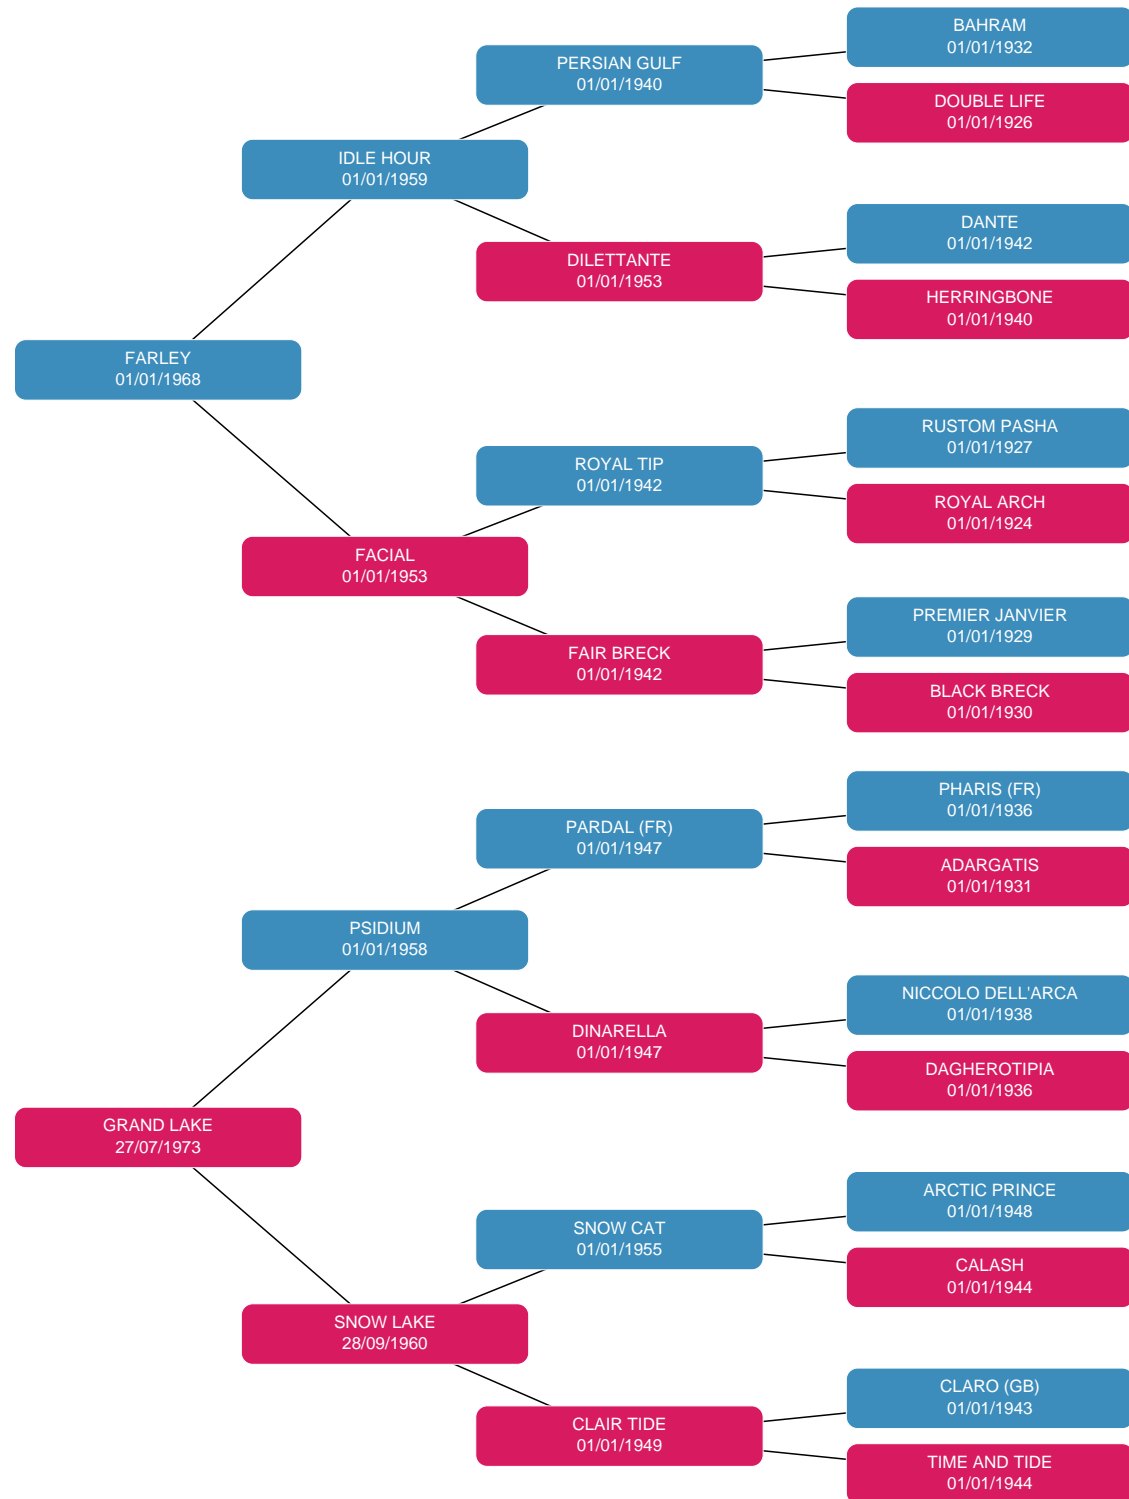 BAHRAM
01/01/1932
PERSIAN GULF
01/01/1940
DOUBLE LIFE
01/01/1926
IDLE HOUR
01/01/1959
DANTE
01/01/1942
DILETTANTE
01/01/1953
HERRINGBONE
01/01/1940
FARLEY
01/01/1968
RUSTOM PASHA
01/01/1927
ROYAL TIP
01/01/1942
ROYAL ARCH
01/01/1924
FACIAL
01/01/1953
PREMIER JANVIER
01/01/1929
FAIR BRECK
01/01/1942
BLACK BRECK
01/01/1930
PHARIS (FR)
01/01/1936
PARDAL (FR)
01/01/1947
ADARGATIS
01/01/1931
PSIDIUM
01/01/1958
NICCOLO DELL'ARCA
01/01/1938
DINARELLA
01/01/1947
DAGHEROTIPIA
01/01/1936
GRAND LAKE
27/07/1973
ARCTIC PRINCE
01/01/1948
SNOW CAT
01/01/1955
CALASH
01/01/1944
SNOW LAKE
28/09/1960
CLARO (GB)
01/01/1943
CLAIR TIDE
01/01/1949
TIME AND TIDE
01/01/1944